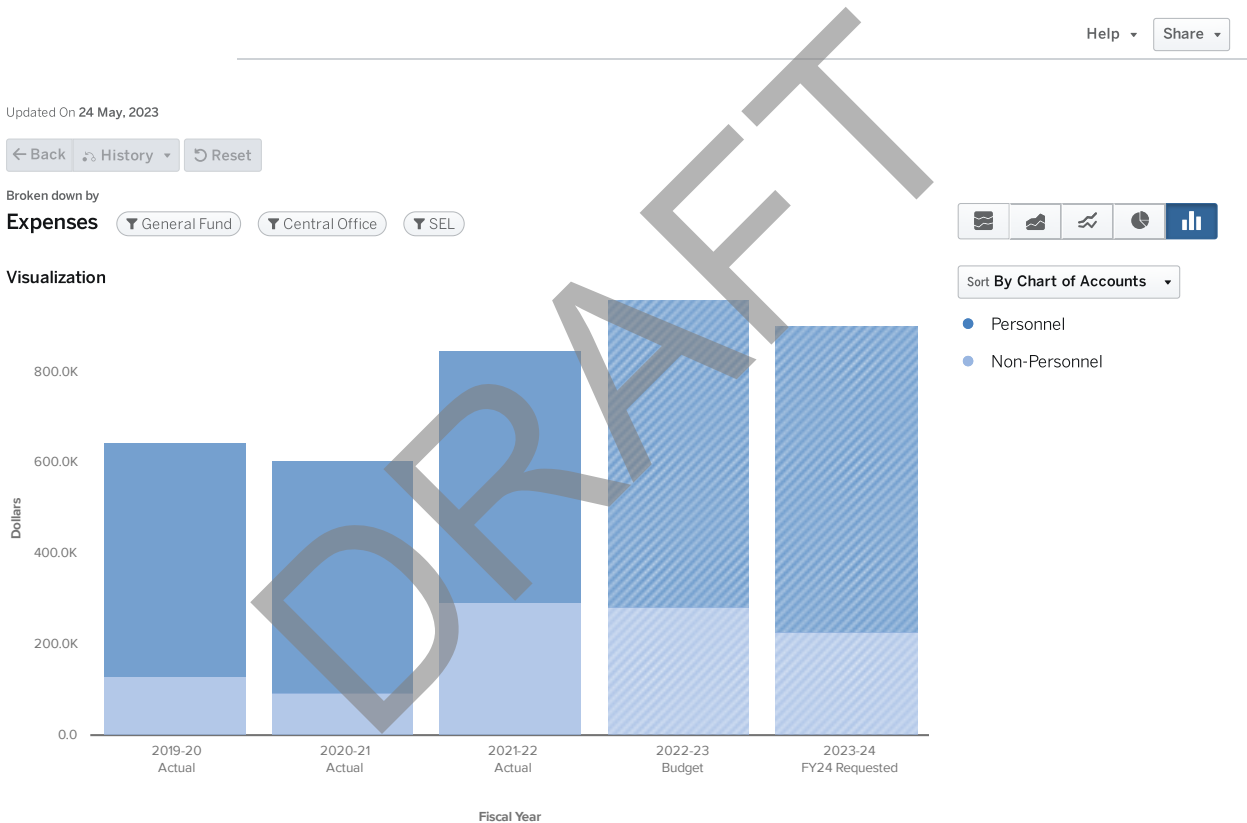 Help
Share
Updated On 24 May, 2023
Back
History
Reset
Broken down by
Expenses
General Fund
Central Office
SEL
Visualization
Sort By Chart of Accounts
Personnel
Non-Personnel
800.0K
600.0K
400.0K
200.0K
0.0
Dollars
2019-20
Actual
2020-21
Actual
2021-22
Actual
2022-23
Budget
2023-24
FY24 Requested
Fiscal Year
DRAFT